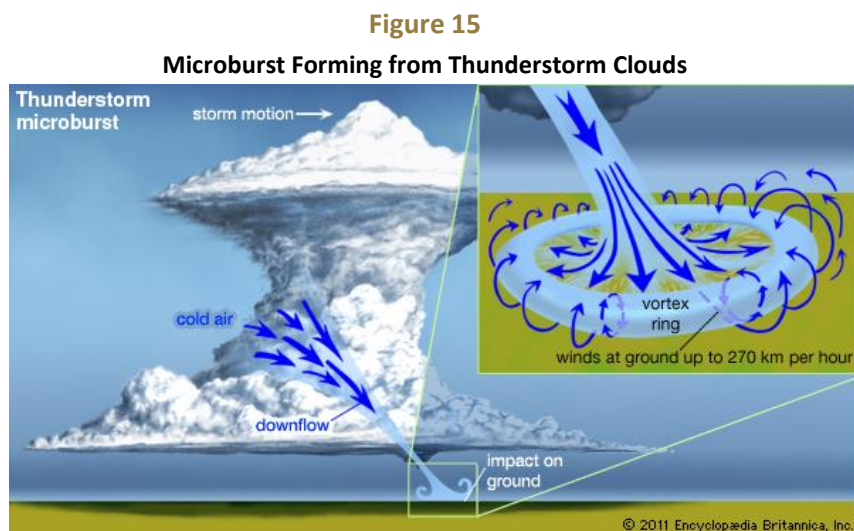 Figure 15
Microburst Forming from Thunderstorm Clouds
Thunderstorm
microburst
storm motion
cold air
downflow
impact on
ground
vortex
ring
winds at ground up to 270 km per hour
© 2011 Encyclopædia Britannica, Inc.